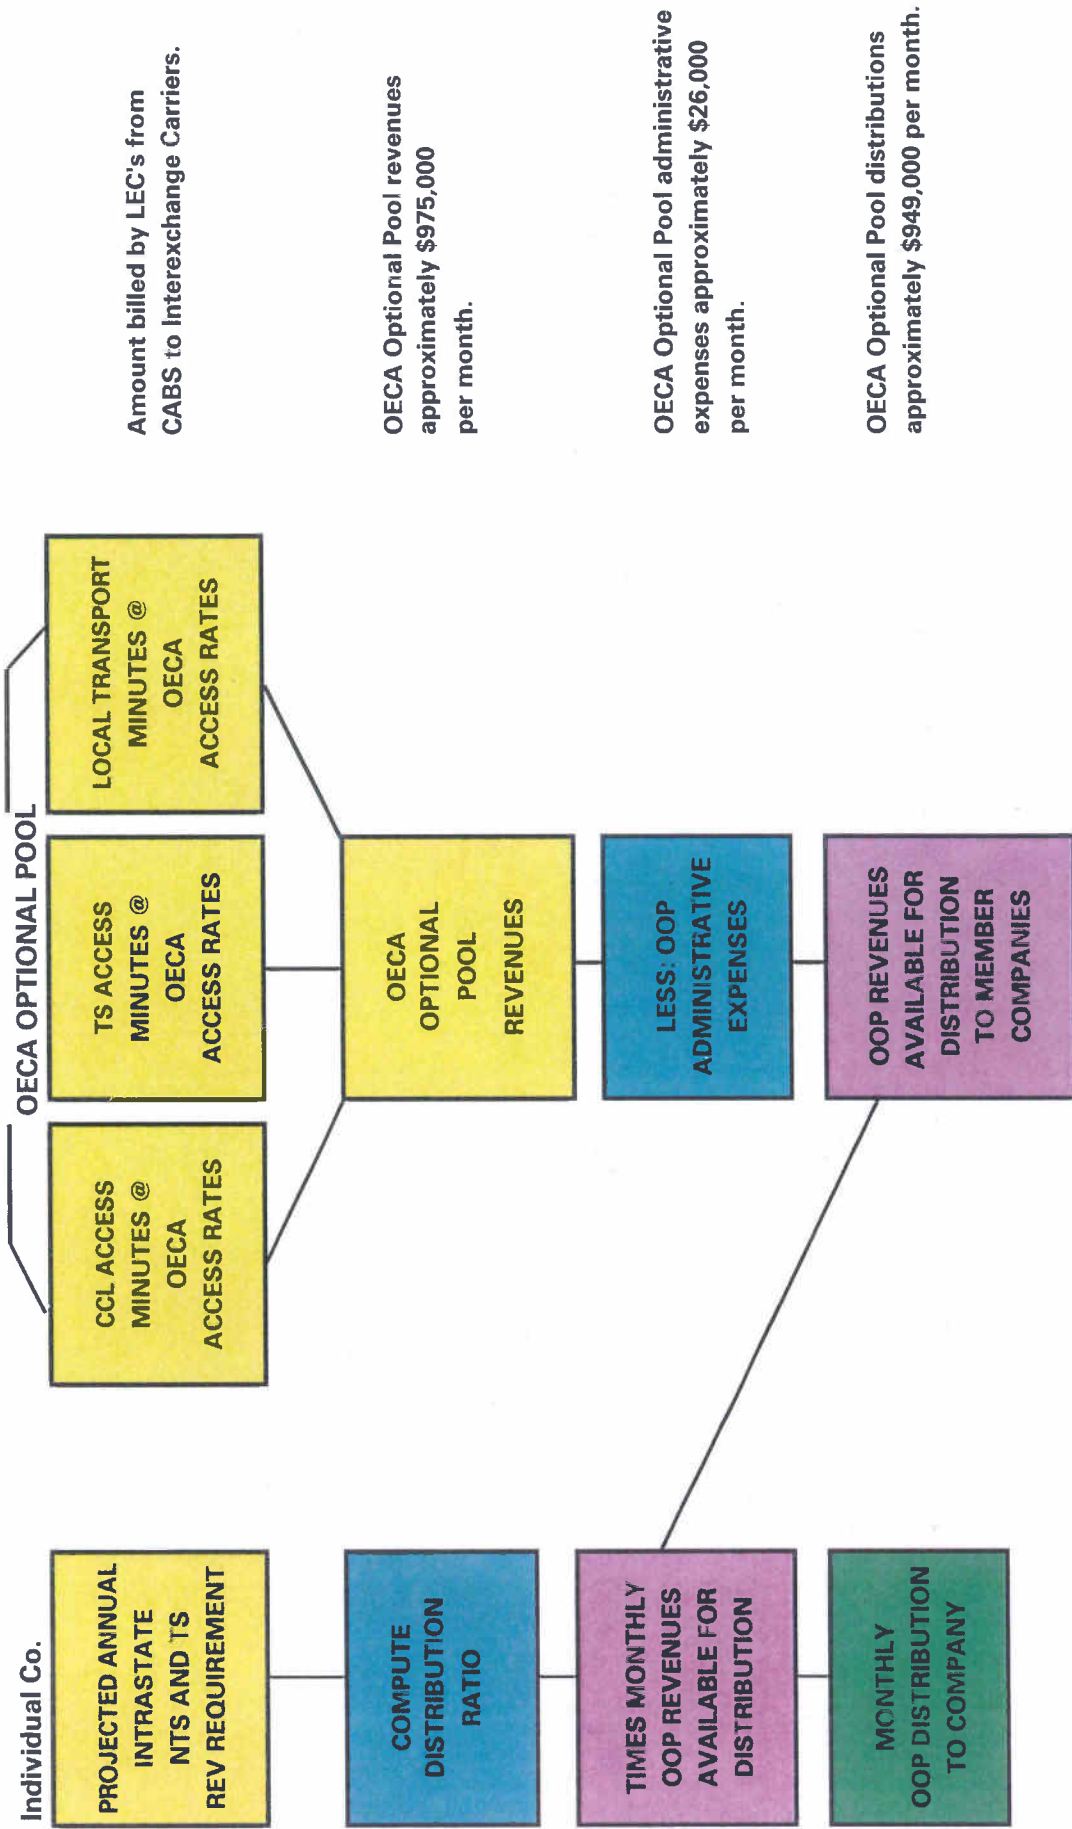 Individual Co.
PROJECTED ANNUAL
INTRASTATE
NTS AND TS
REV REQUIREMENT
COMPUTE
DISTRIBUTION
RATIO
TIMES MONTHLY
OOP REVENUES
AVAILABLE FOR
DISTRIBUTION
MONTHLY
OOP DISTRIBUTION
TO COMPANY
OECA OPTIONAL POOL
CCL ACCESS
MINUTES @
OECA
ACCESS RATES
TS ACCESS
MINUTES @
OECA
ACCESS RATES
LOCAL TRANSPORT
MINUTES @
OECA
ACCESS RATES
OECA
OPTIONAL
POOL
REVENUES
LESS: OOP
ADMINISTRATIVE
EXPENSES
OOP REVENUES
AVAILABLE FOR
DISTRIBUTION
TO MEMBER
COMPANIES
Amount billed by LEC's from
CABS to Interexchange Carriers.
OECA Optional Pool revenues
approximately $975,000
per month.
OECA Optional Pool administrative
expenses approximately $26,000
per month.
OECA Optional Pool distributions
approximately $949,000 per month.